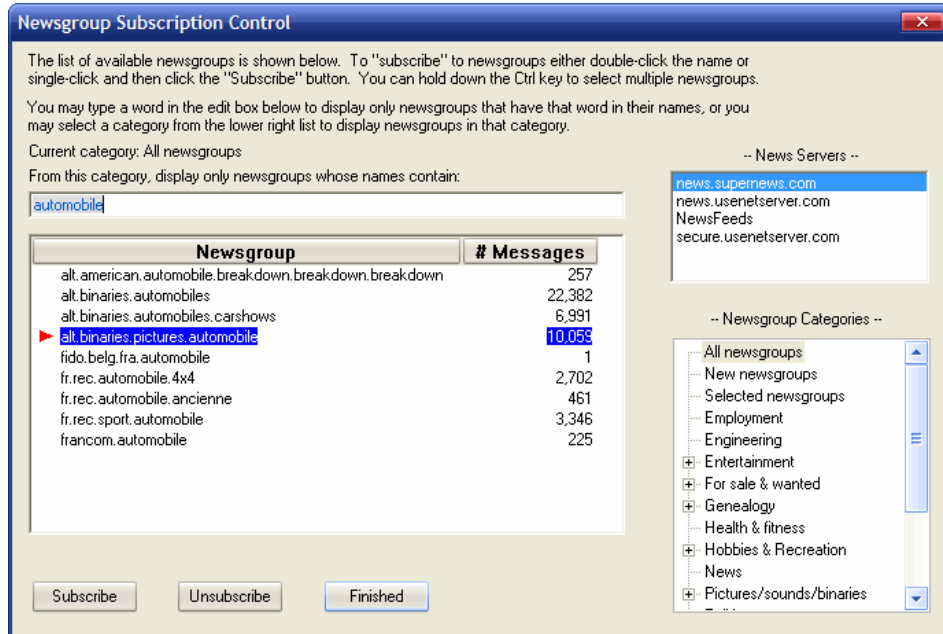 Newsgroup Subscription Control
The list of available newsgroups is shown below. To "subscribe" to newsgroups either double-click the name or
single-click and then click the "Subscribe" button. You can hold down the Ctrl key to select multiple newsgroups.
You may type a word in the edit box below to display only newsgroups that have that word in their names, or you
may select a category from the lower right list to display newsgroups in that category.
Current category: All newsgroups
From this category, display only newsgroups whose names contain:
automobile
Newsgroup # Messages
alt.american.automobile.breakdown.breakdown.breakdown 257
alt.binaries.automobiles 22,382
alt.binaries.automobiles.carshows 6,991
alt.binaries.pictures.automobile 10,059
fido.belg.fra.automobile 1
fr.rec.automobile.4x4 2,702
fr.rec.automobile.ancienne 461
fr.rec.sport.automobile 3,346
francom.automobile 225
Subscribe Unsubscribe Finished
-- News Servers --
news.supernews.com
news.usenetserver.com
NewsFeeds
secure.usenetserver.com
-- Newsgroup Categories --
All newsgroups
New newsgroups
Selected newsgroups
Employment
Engineering
Entertainment
For sale & wanted
Genealogy
Health & fitness
Hobbies & Recreation
News
Pictures/sounds/binaries